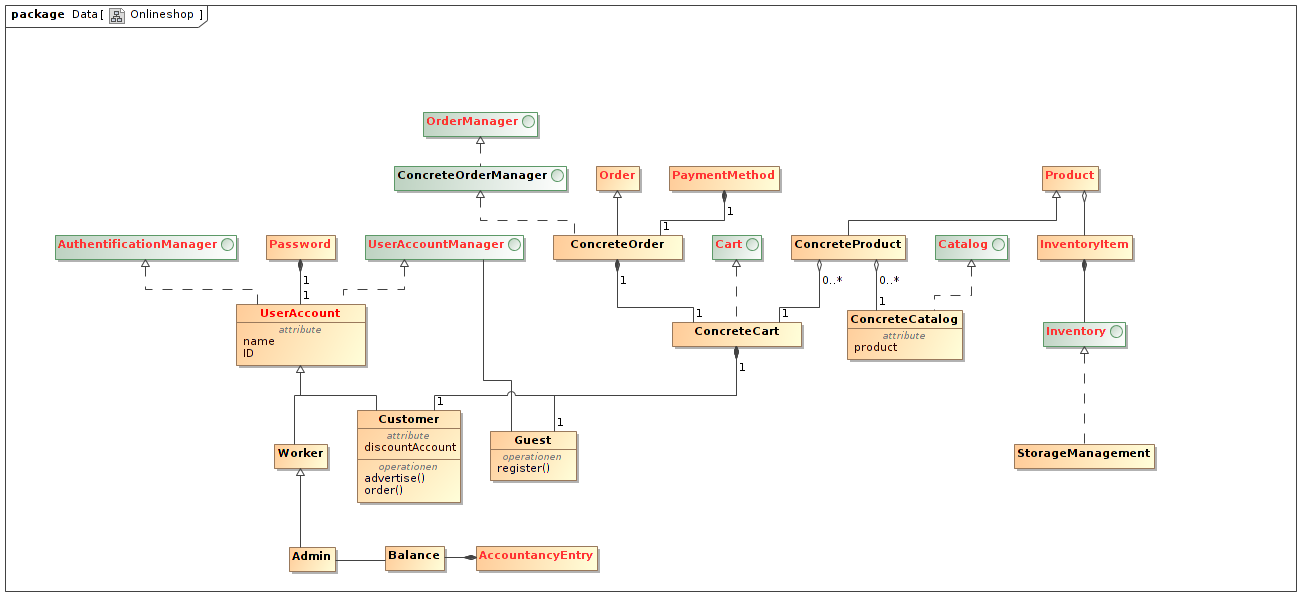 package Data[ Onlineshop ]
OrderManager
ConcreteOrderManager
Order
PaymentMethod
Product
1
1
AuthentificationManager
Password
UserAccountManager
ConcreteOrder
Cart
ConcreteProduct
Catalog
InventoryItem
1
1
1
0..*
0..*
1
1
1
UserAccount
attribute
name
ID
ConcreteCart
ConcreteCatalog
attribute
product
Inventory
1
1
1
Customer
attribute
discountAccount
operationen
advertise()
order()
Guest
operationen
register()
Worker
StorageManagement
Admin
Balance
AccountancyEntry